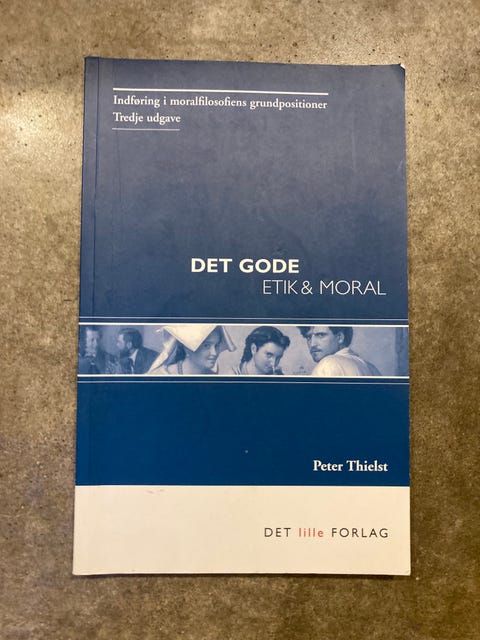 Indføring i moralfilosofiens grundpositioner
Tredje udgave
DET GODE
ETIK & MORAL
Peter Thielst
DET lille FORLAG